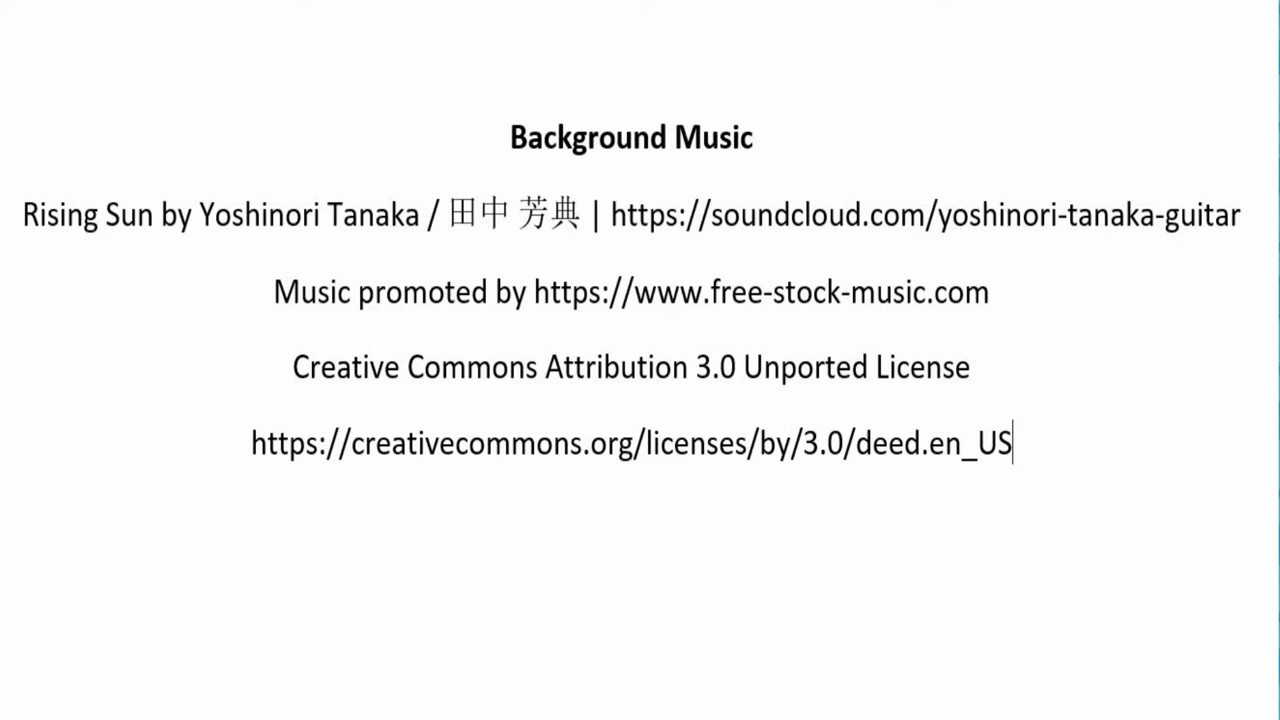 Background Music
Rising Sun by Yoshinori Tanaka / 田中 芳典 | https://soundcloud.com/yoshinori-tanaka-guitar
Music promoted by https://www.free-stock-music.com
Creative Commons Attribution 3.0 Unported License
https://creativecommons.org/licenses/by/3.0/deed.en_US